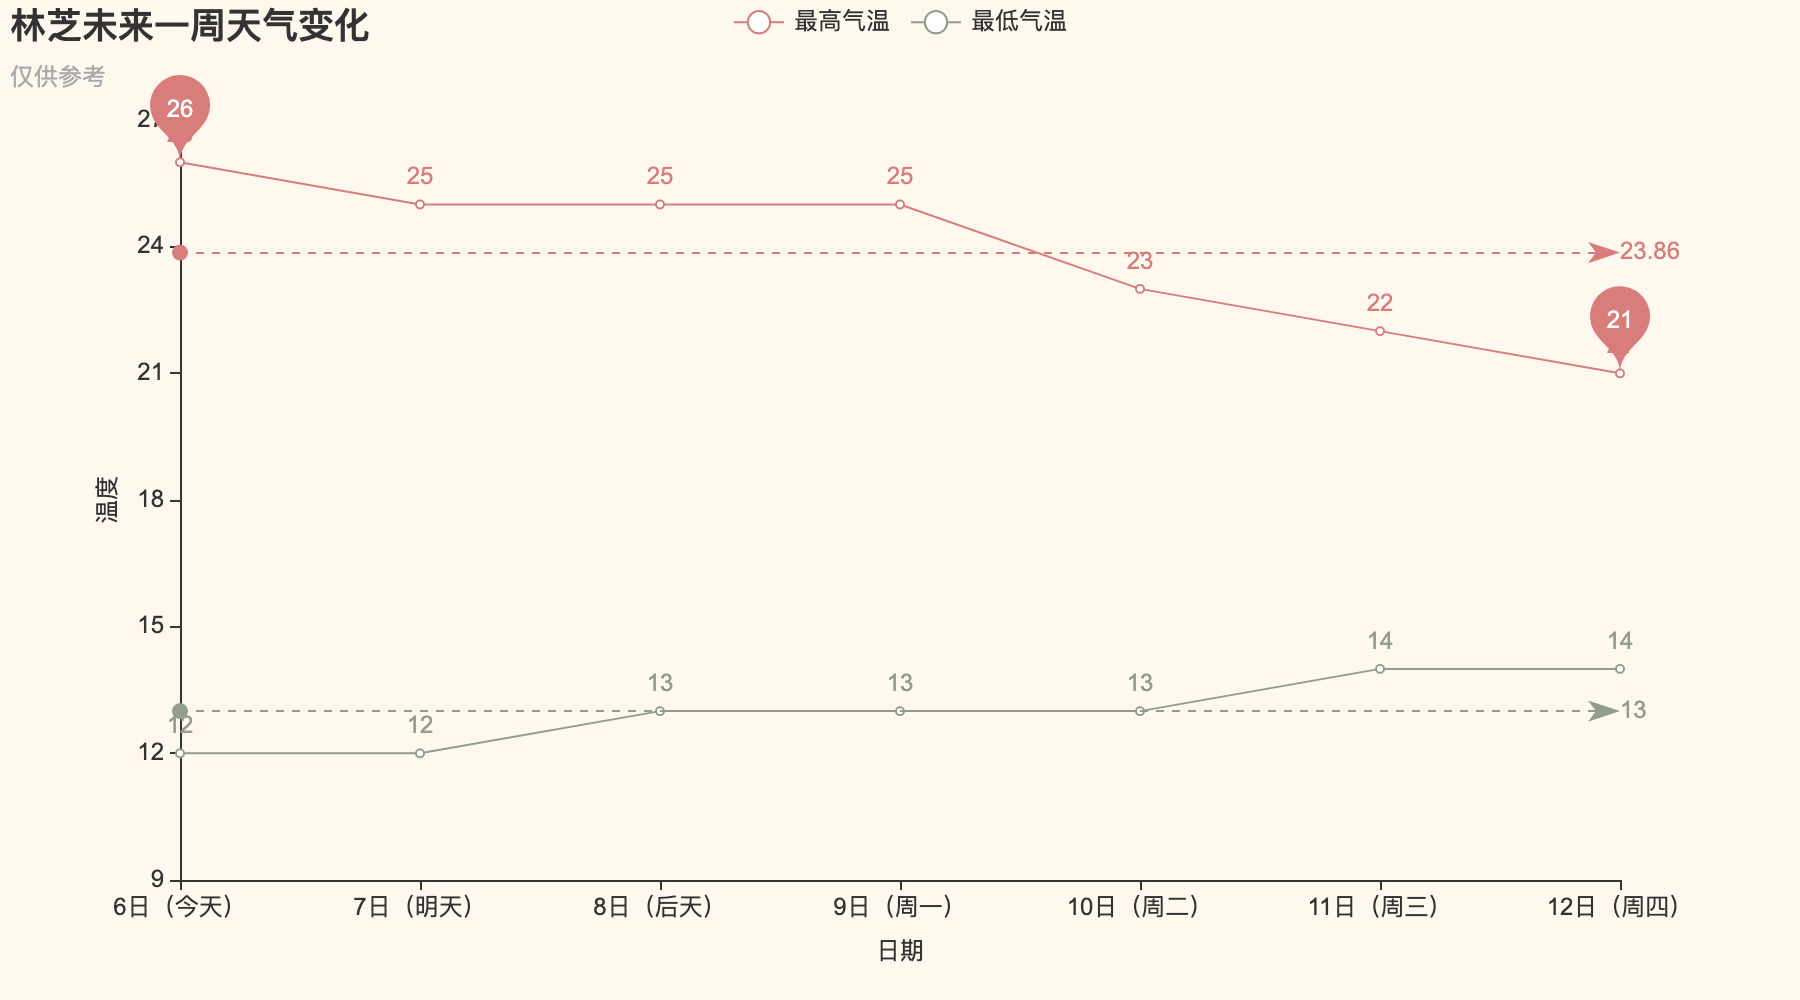 林芝未来一周天气变化
仅供参考
最高气温
最低气温
26
25
25
25
23
22
21
23.86
12
12
13
13
13
14
14
13
24
21
18
15
12
9
温度
6日（今天）
7日（明天）
8日（后天）
9日（周一）
10日（周二）
11日（周三）
12日（周四）
日期